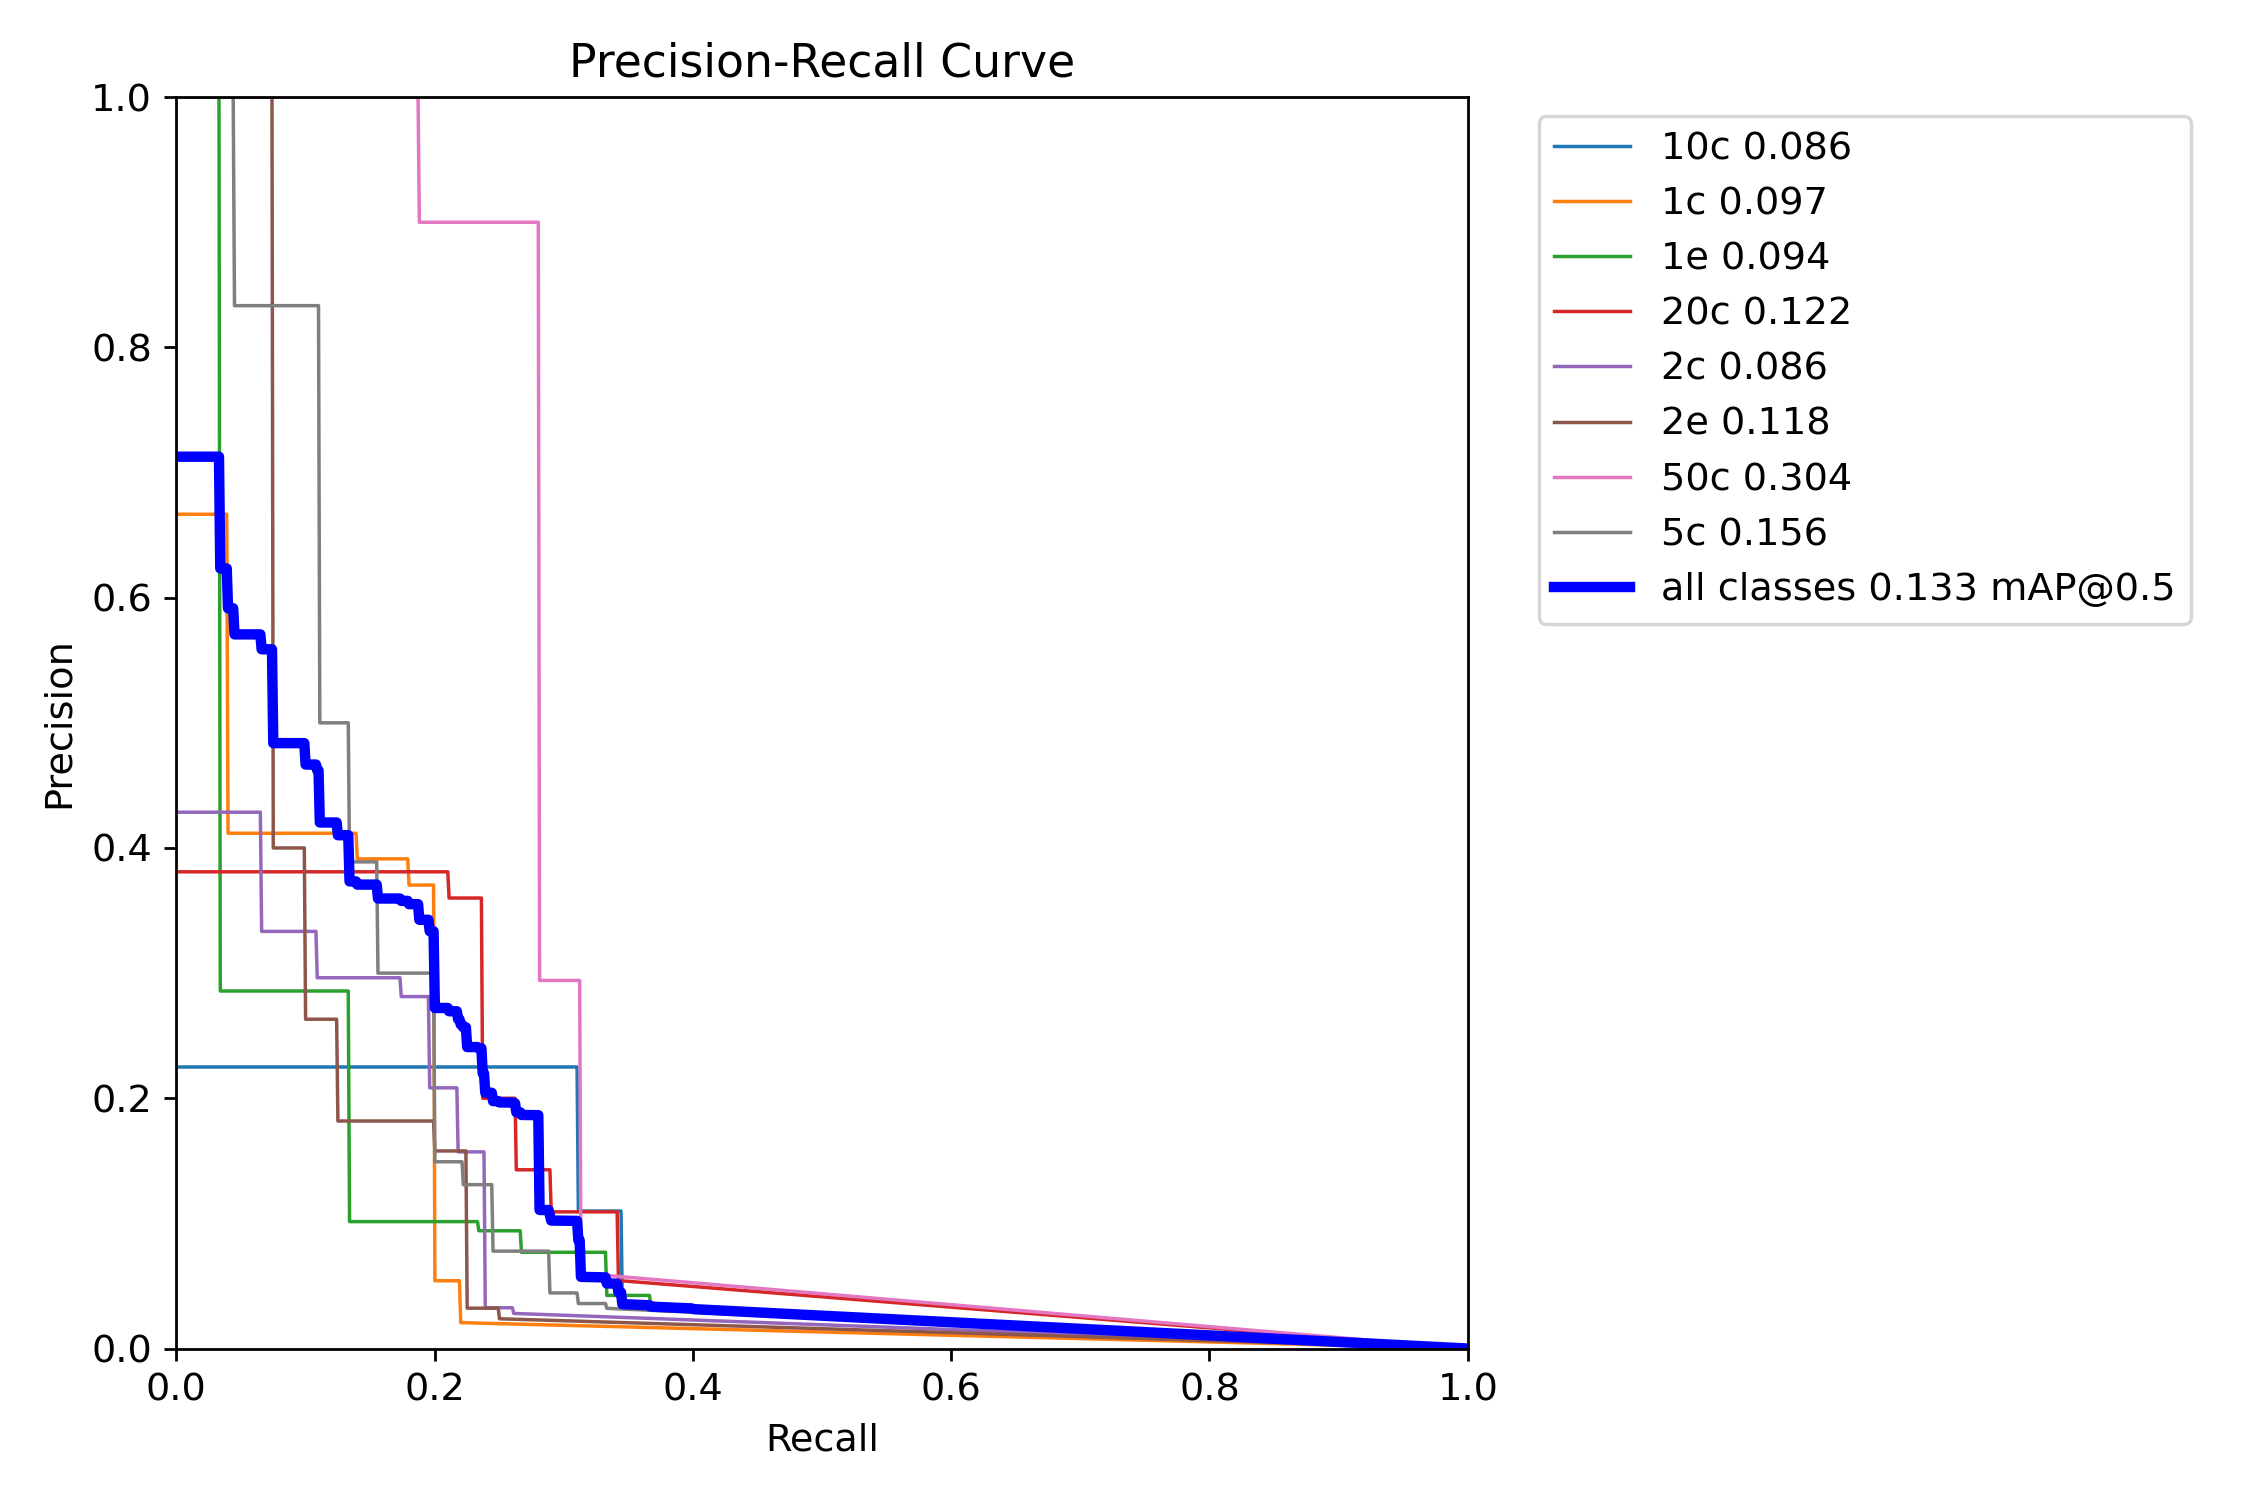 Precision-Recall Curve
1.0
0.8
0.6
0.4
0.2
0.0
Precision
0.0 0.2 0.4 0.6 0.8 1.0
Recall
10c 0.086
1c 0.097
1e 0.094
20c 0.122
2c 0.086
2e 0.118
50c 0.304
5c 0.156
all classes 0.133 mAP@0.5